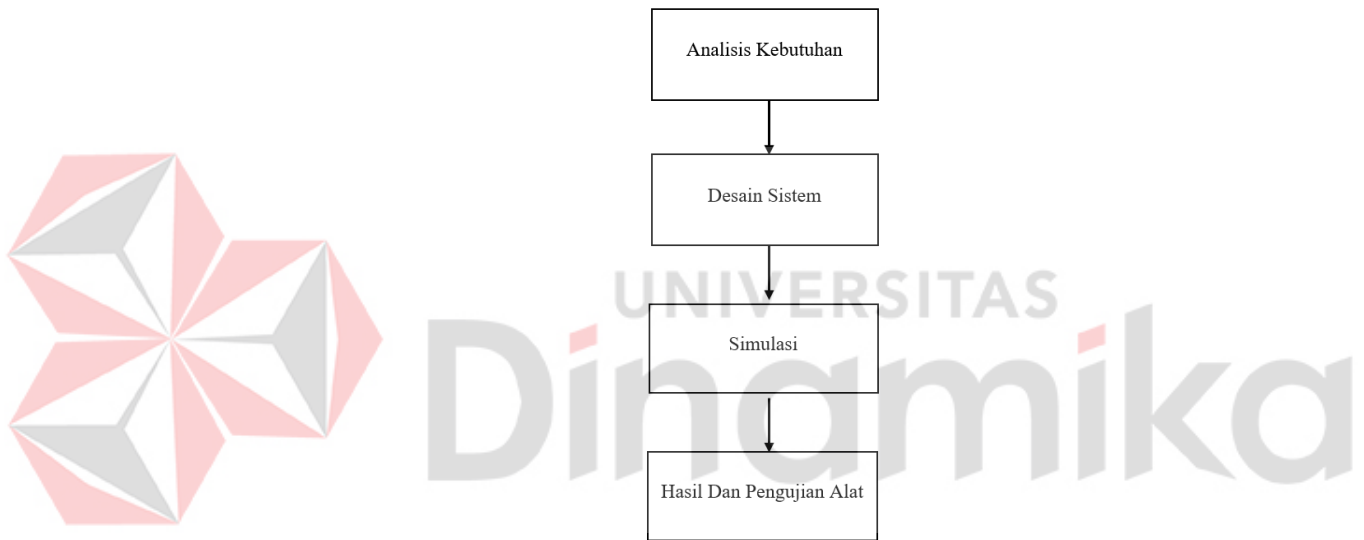 Analisis Kebutuhan
Desain Sistem
UNIVERSITAS
Dinamika
Simulasi
Hasil Dan Pengujian Alat